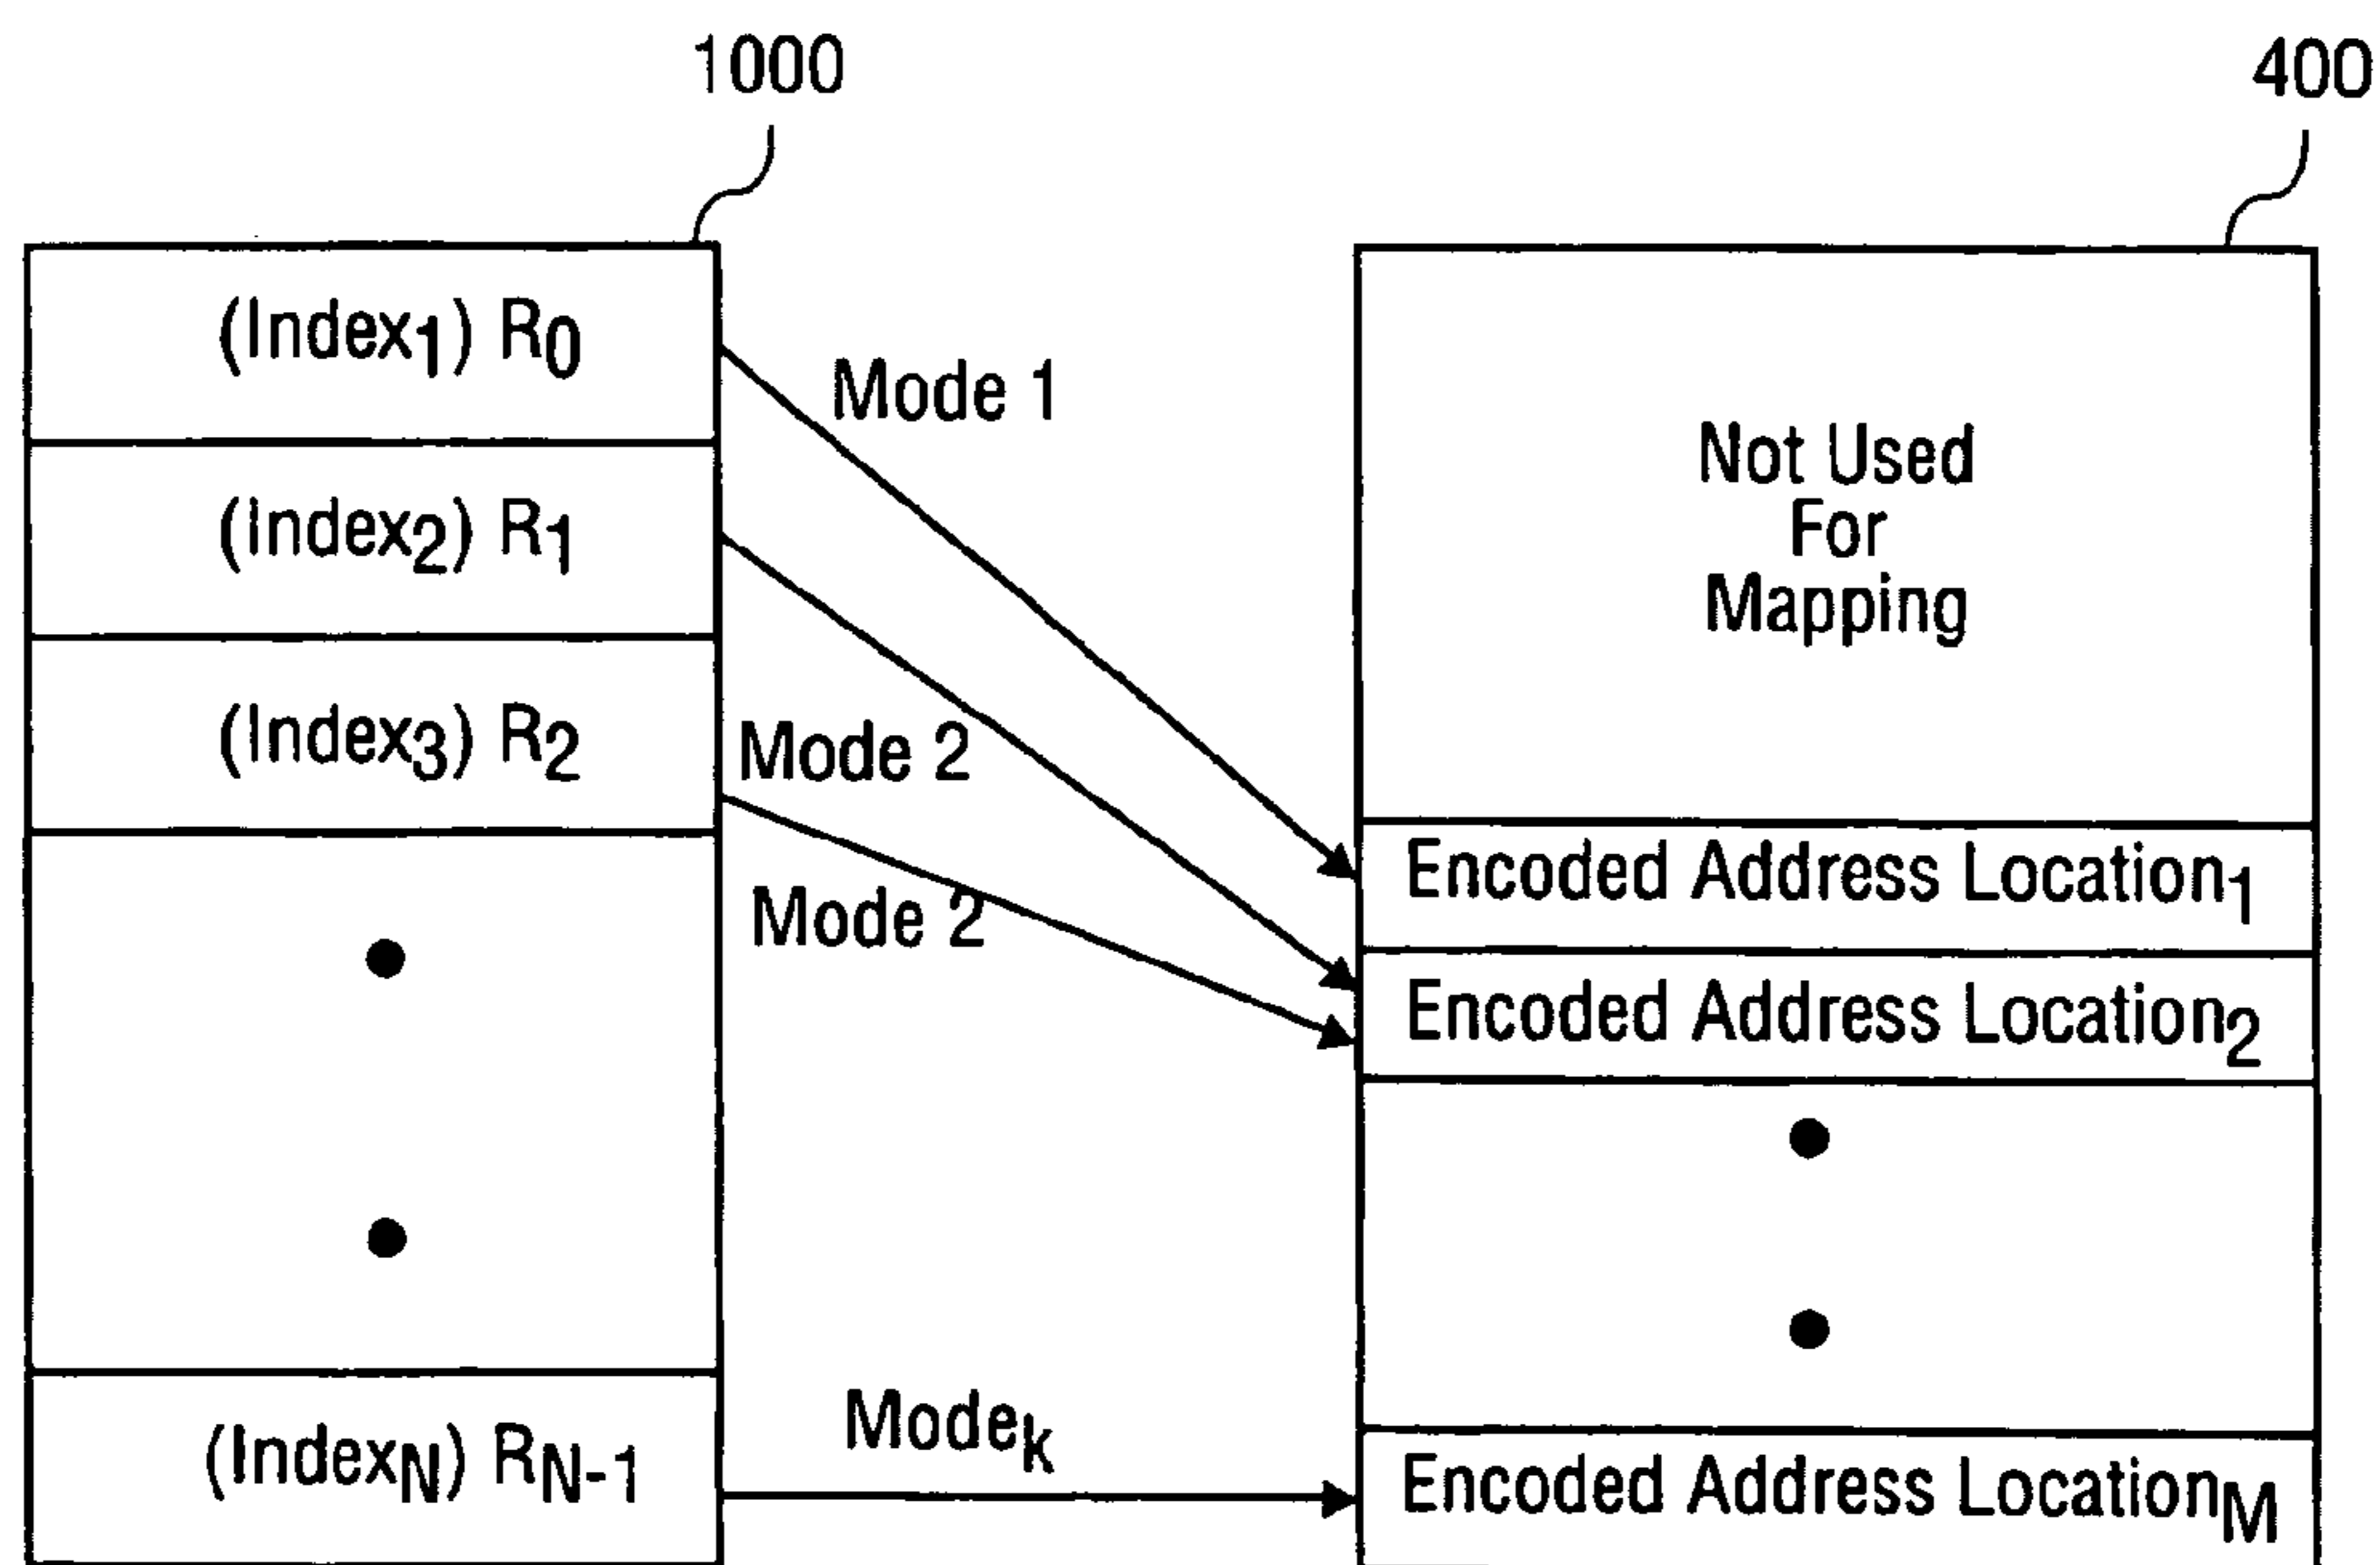 1000
400
(Index1) R0
Mode 1
(index2) R1
Not Used
For
Mapping
(Index3) R2
Mode 2
Encoded Address Location1
Mode 2
Encoded Address Location2
Modek
(IndexN) RN-1
Encoded Address LocationM